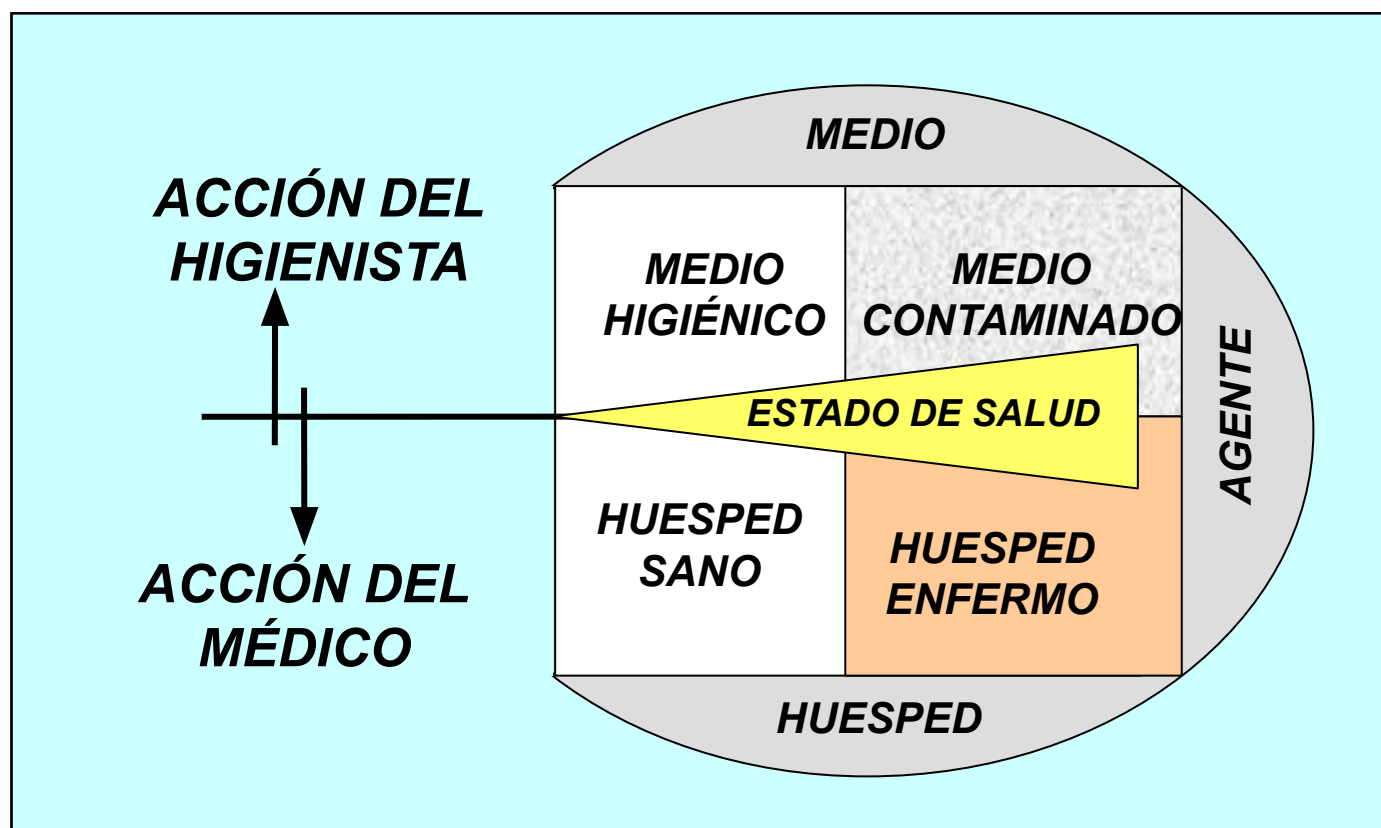 MEDIO
ACCIÓN DEL
HIGIENISTA
MEDIO
HIGIÉNICO
MEDIO
CONTAMINADO
AGENTE
ESTADO DE SALUD
HUESPED
SANO
HUESPED
ENFERMO
ACCIÓN DEL
MÉDICO
HUESPED